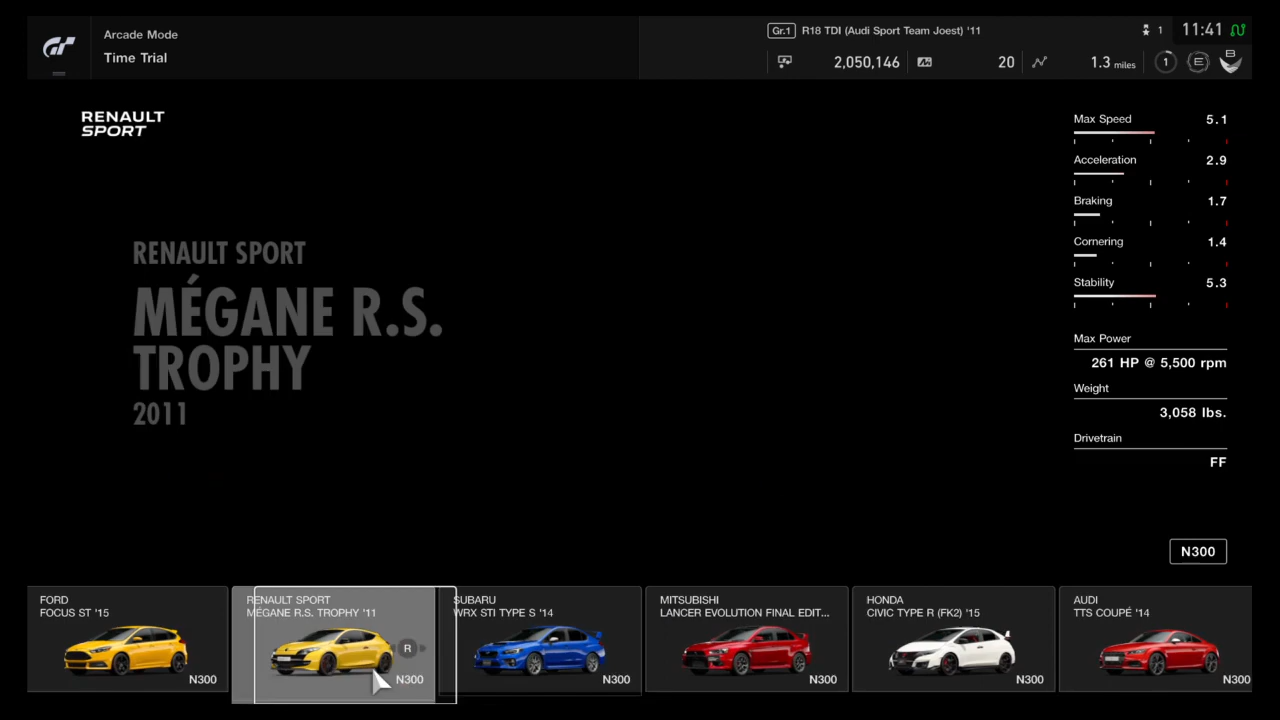 Arcade Mode
Time Trial
Gr.1 R18 TDI (Audi Sport Team Joest) '11
1
11:41
2,050,146
20
1.3 miles
1
E
B
RENAULT
SPORT
RENAULT SPORT
MÉGANE R.S.
TROPHY
2011
Max Speed 5.1
Acceleration 2.9
Braking 1.7
Cornering 1.4
Stability 5.3
Max Power
261 HP @ 5,500 rpm
Weight
3,058 lbs.
Drivetrain
FF
N300
FORD
FOCUS ST '15
N300
RENAULT SPORT
MÉGANE R.S. TROPHY '11
R
N300
SUBARU
WRX STI TYPE S '14
N300
MITSUBISHI
LANCER EVOLUTION FINAL EDIT...
N300
HONDA
CIVIC TYPE R (FK2) '15
N300
AUDI
TTS COUPÉ '14
N300